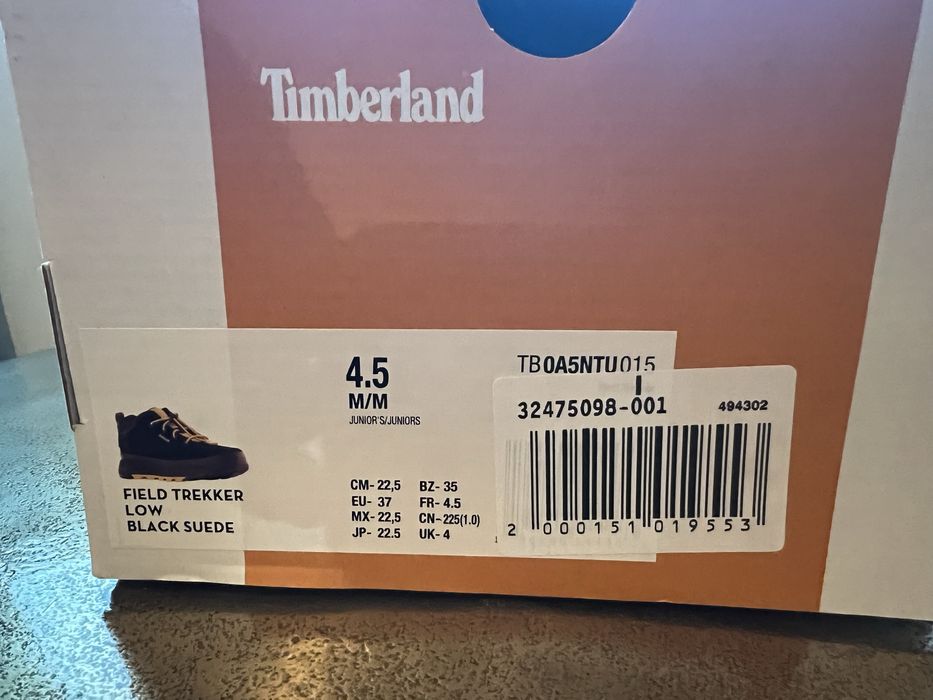 Timberland
4.5
M/M
JUNIOR'S/JUNIORS
TB0A5NTU015
32475098-001
494302
FIELD TREKKER
LOW
BLACK SUEDE
CM- 22,5 BZ- 35
EU- 37 FR- 4.5
MX- 22,5 CN- 225(1.0)
JP- 22.5 UK- 4
2 000151 019553